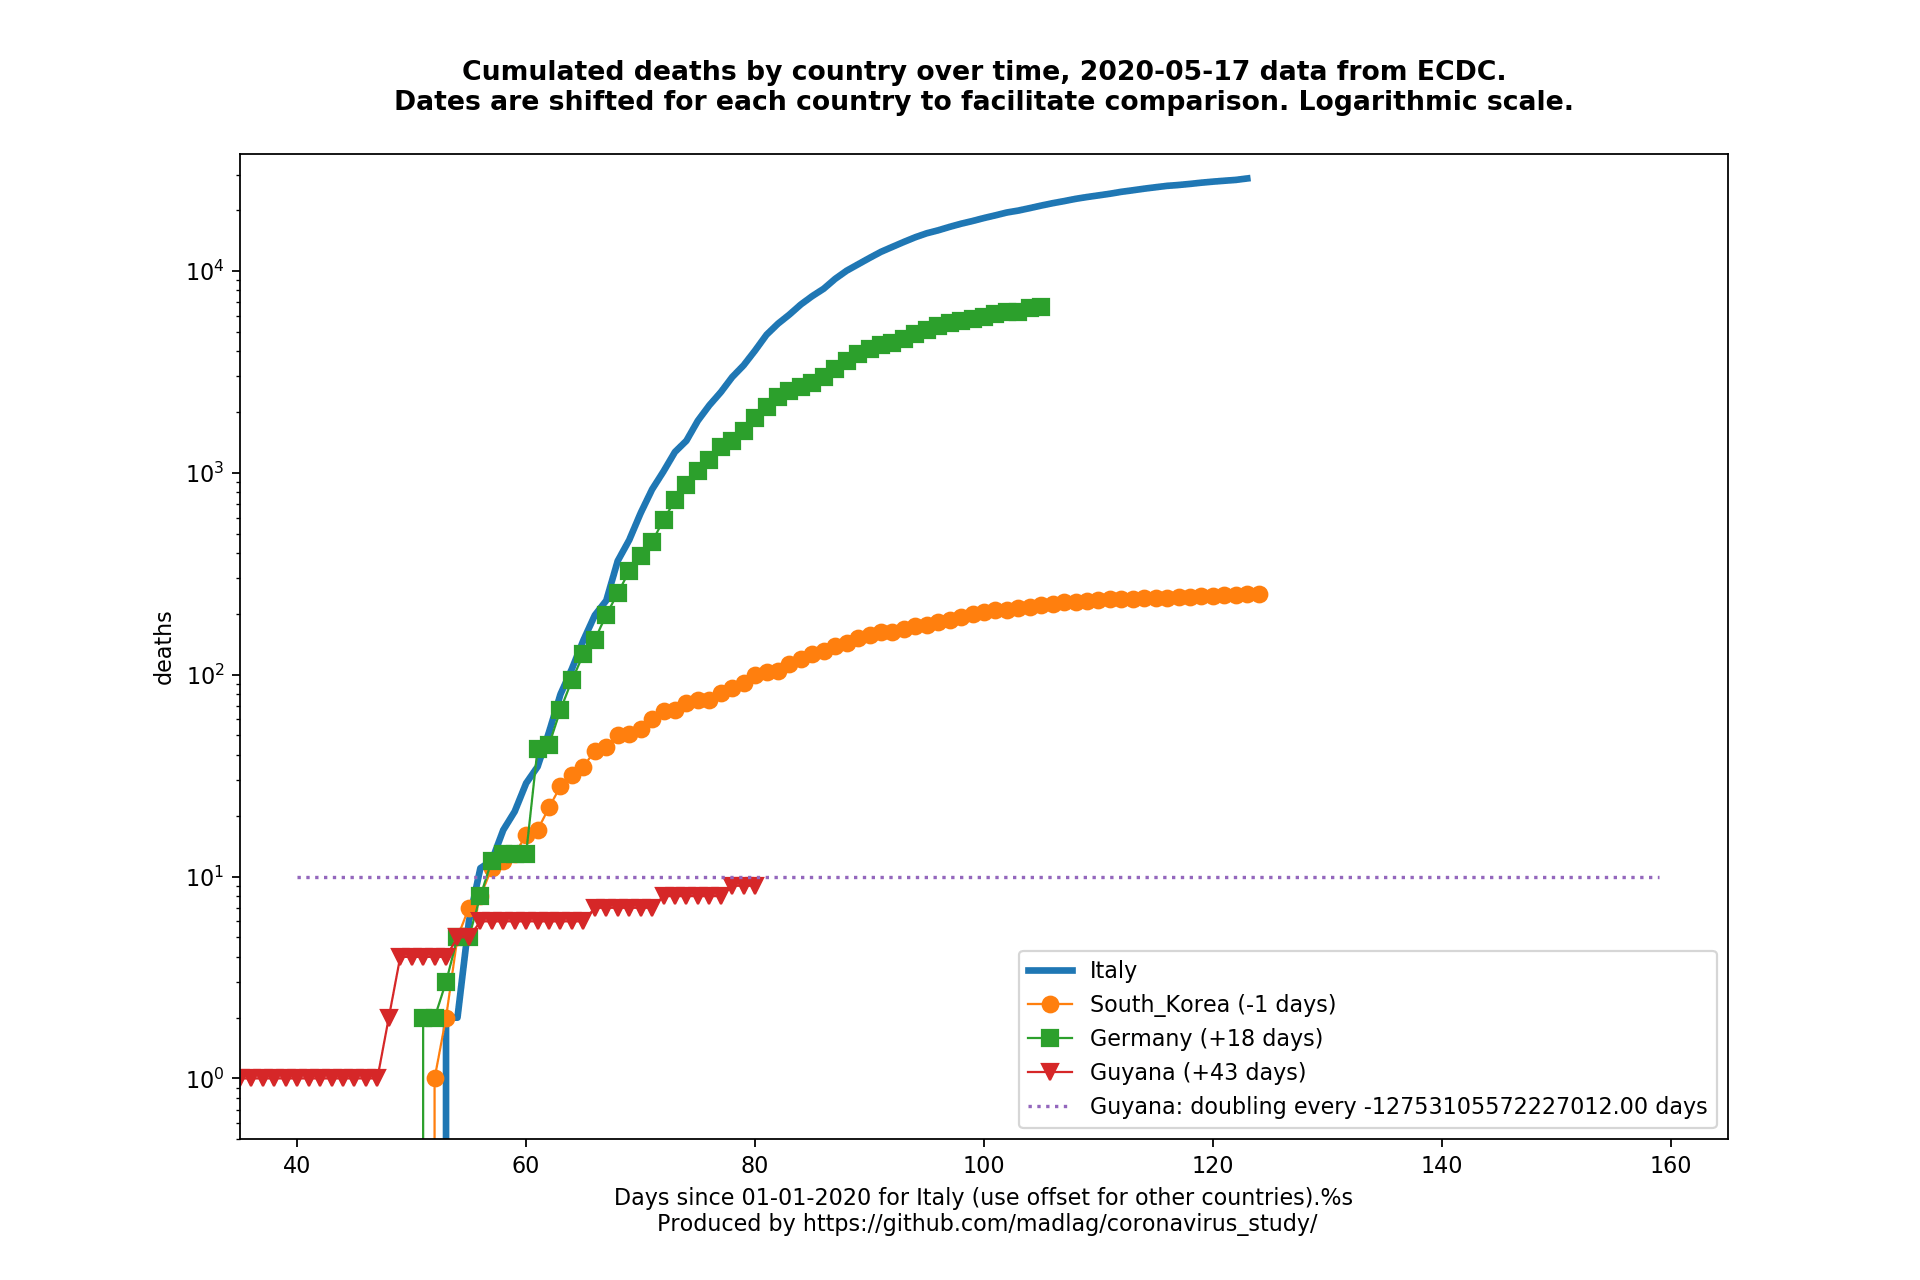 Cumulated deaths by country over time, 2020-05-17 data from ECDC.
Dates are shifted for each country to facilitate comparison. Logarithmic scale.
10⁴
10³
10²
10¹
10⁰
deaths
Italy
South_Korea (-1 days)
Germany (+18 days)
Guyana (+43 days)
Guyana: doubling every -12753105572227012.00 days
40 60 80 100 120 140 160
Days since 01-01-2020 for Italy (use offset for other countries).%s
Produced by https://github.com/madlag/coronavirus_study/